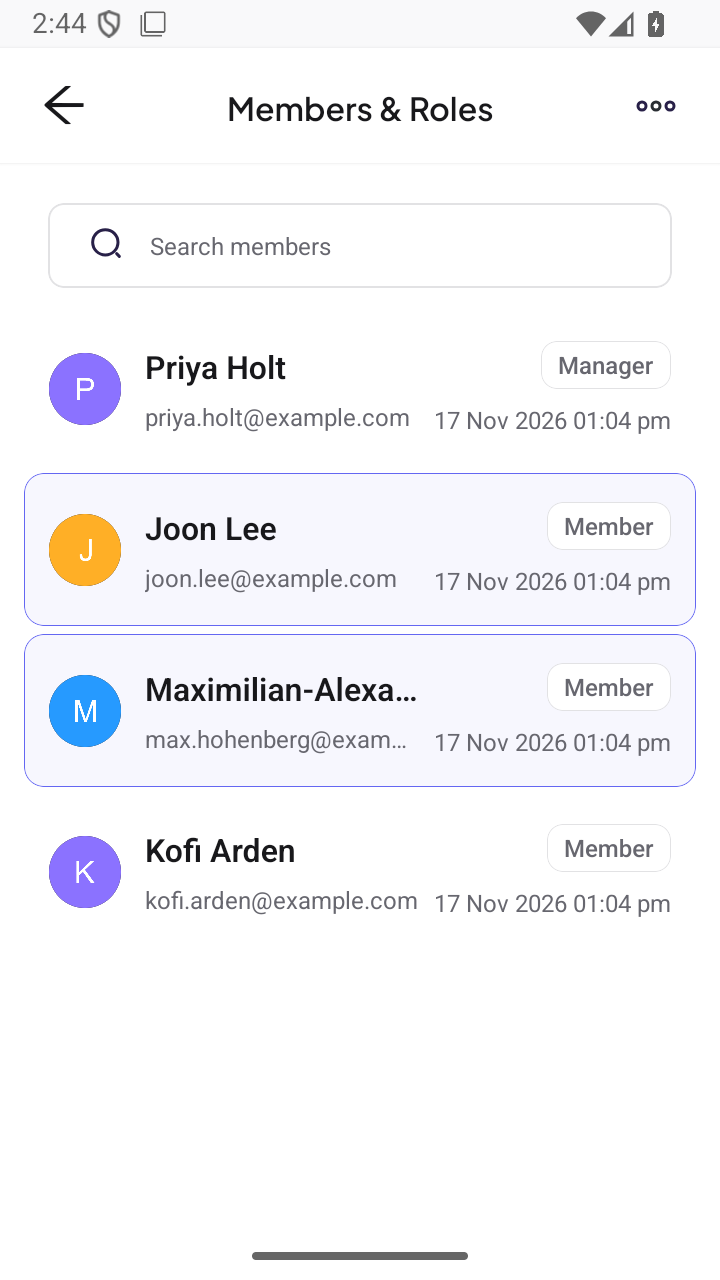 2:44
Members & Roles
Search members
P
Priya Holt
Manager
priya.holt@example.com
17 Nov 2026 01:04 pm
J
Joon Lee
Member
joon.lee@example.com
17 Nov 2026 01:04 pm
M
Maximilian-Alexa...
Member
max.hohenberg@exam...
17 Nov 2026 01:04 pm
K
Kofi Arden
Member
kofi.arden@example.com
17 Nov 2026 01:04 pm